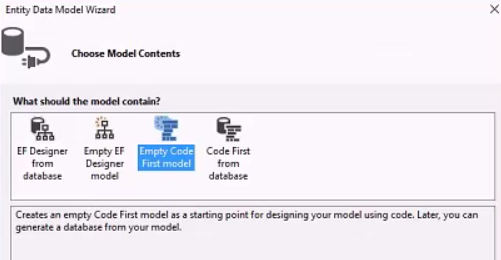 Entity Data Model Wizard
Choose Model Contents
What should the model contain?
EF Designer
from
database
Empty EF
Designer
model
Empty Code
First model
Code First
from
database
Creates an empty Code First model as a starting point for designing your model using code. Later, you can
generate a database from your model.